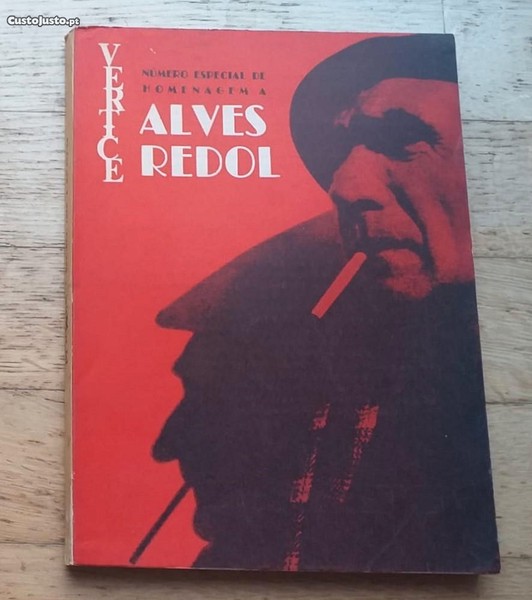 CustoJusto.pt
VERTICE
NÚMERO ESPECIAL DE
HOMENAGEM A
ALVES
REDOL